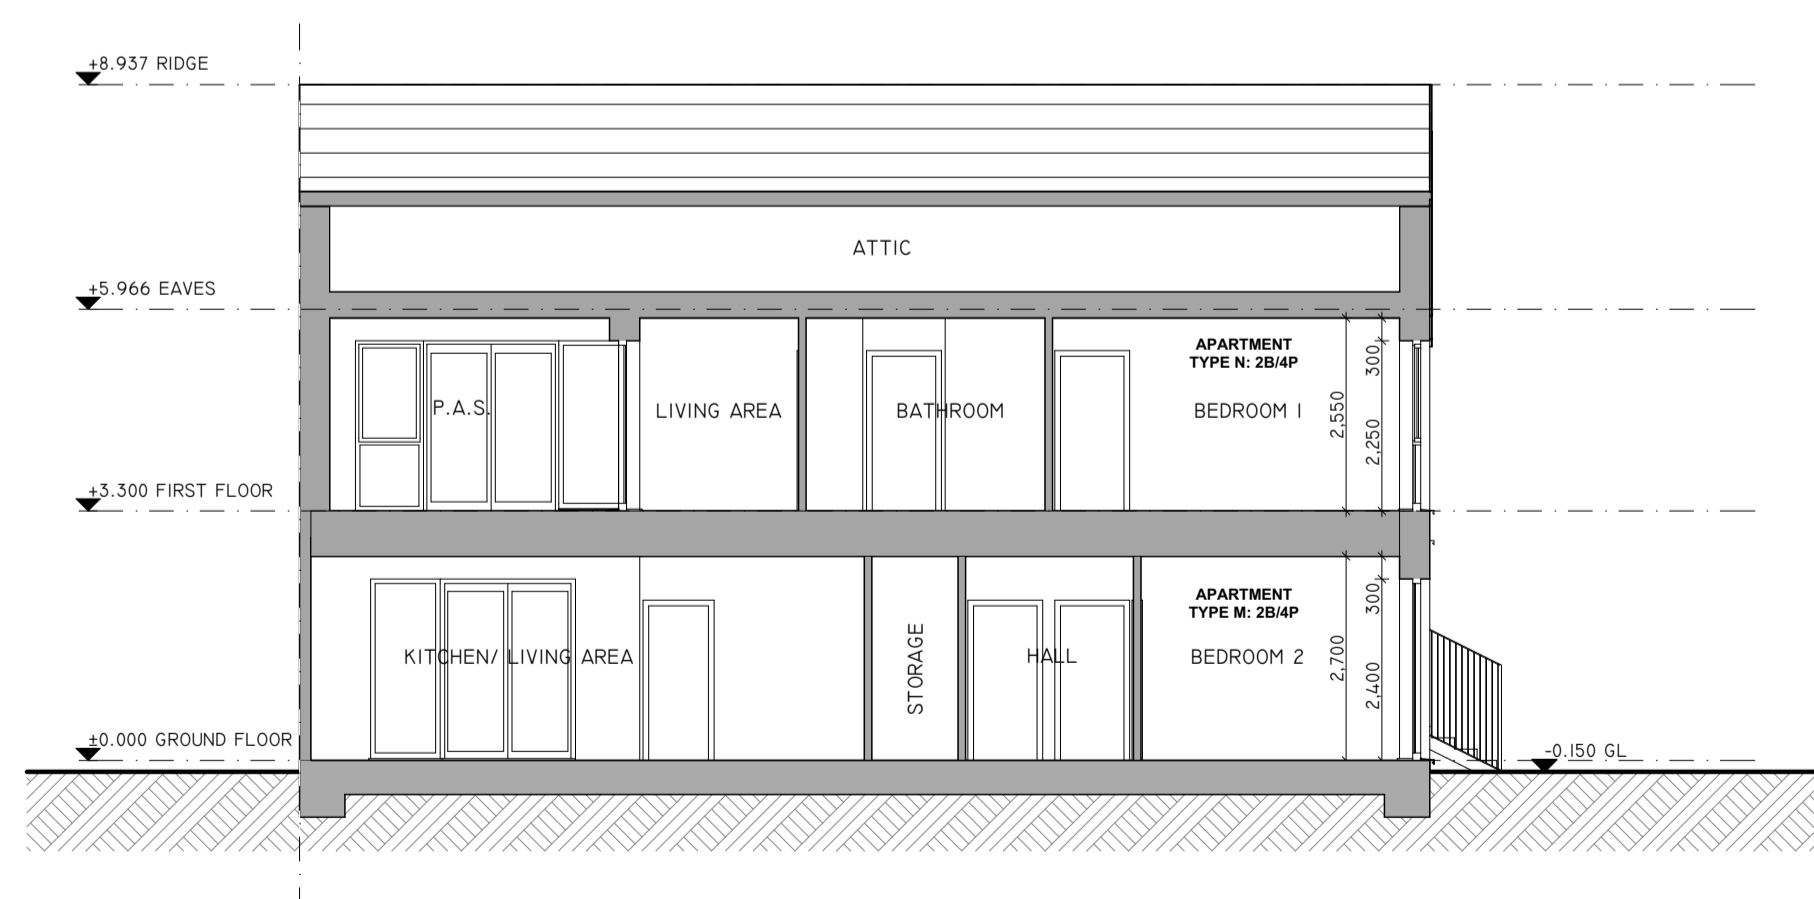 +8.937 RIDGE
ATTIC
+5.966 EAVES
APARTMENT
TYPE N: 2B/4P
300
P.A.S.
LIVING AREA
BATHROOM
BEDROOM 1
2,550
2,250
+3.300 FIRST FLOOR
APARTMENT
TYPE M: 2B/4P
300
KITCHEN/ LIVING AREA
STORAGE
HALL
BEDROOM 2
2,700
2,400
±0.000 GROUND FLOOR
-0.150 GL